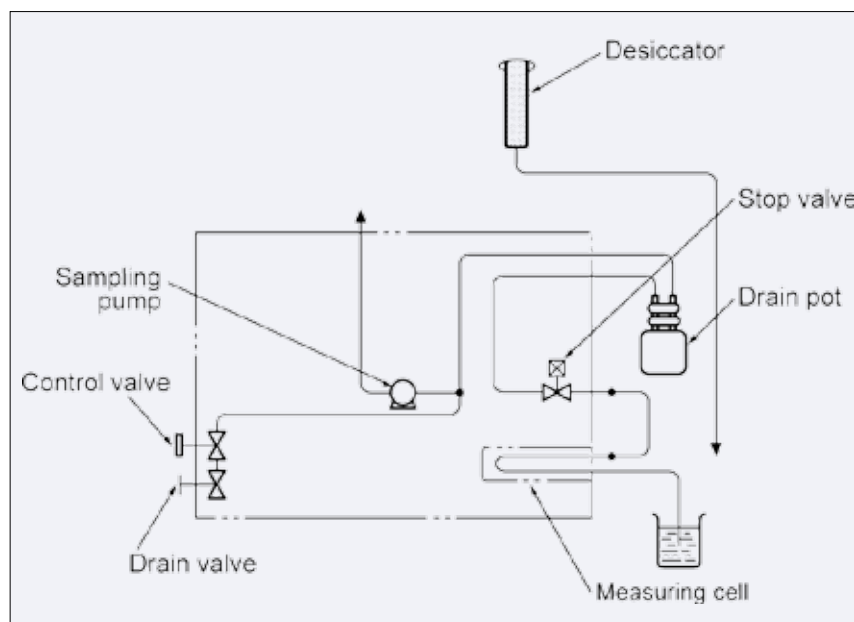 Desiccator
Stop valve
Sampling
pump
Drain pot
Control valve
Drain valve
Measuring cell